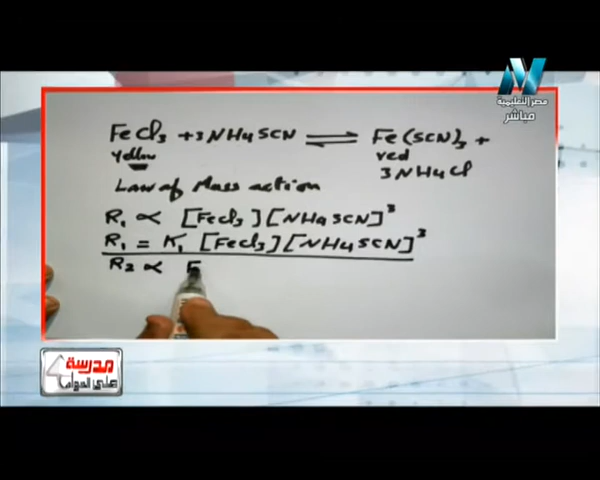 مصر التعليمية
مباشر
FeCl₃ + 3NH₄SCN ⇌ Fe(SCN)₃ +
yellow red
3NH₄Cl
Law of Mass action
R₁ ∝ [FeCl₃][NH₄SCN]³
R₁ = K₁ [FeCl₃][NH₄SCN]³
R₂ ∝ F
مدرسة
على الهواء